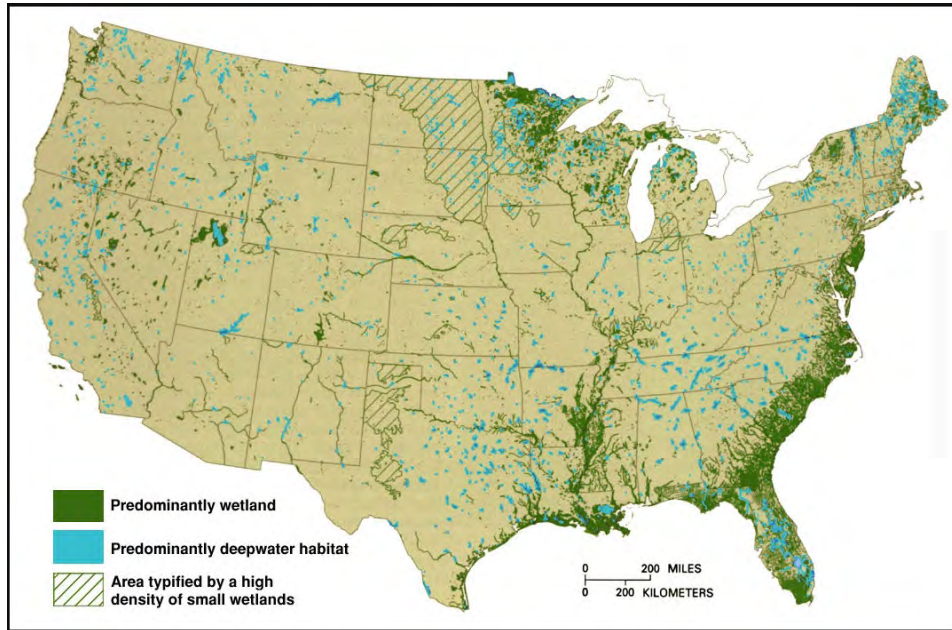 Predominantly wetland
Predominantly deepwater habitat
Area typified by a high
density of small wetlands
0 200 MILES
0 200 KILOMETERS